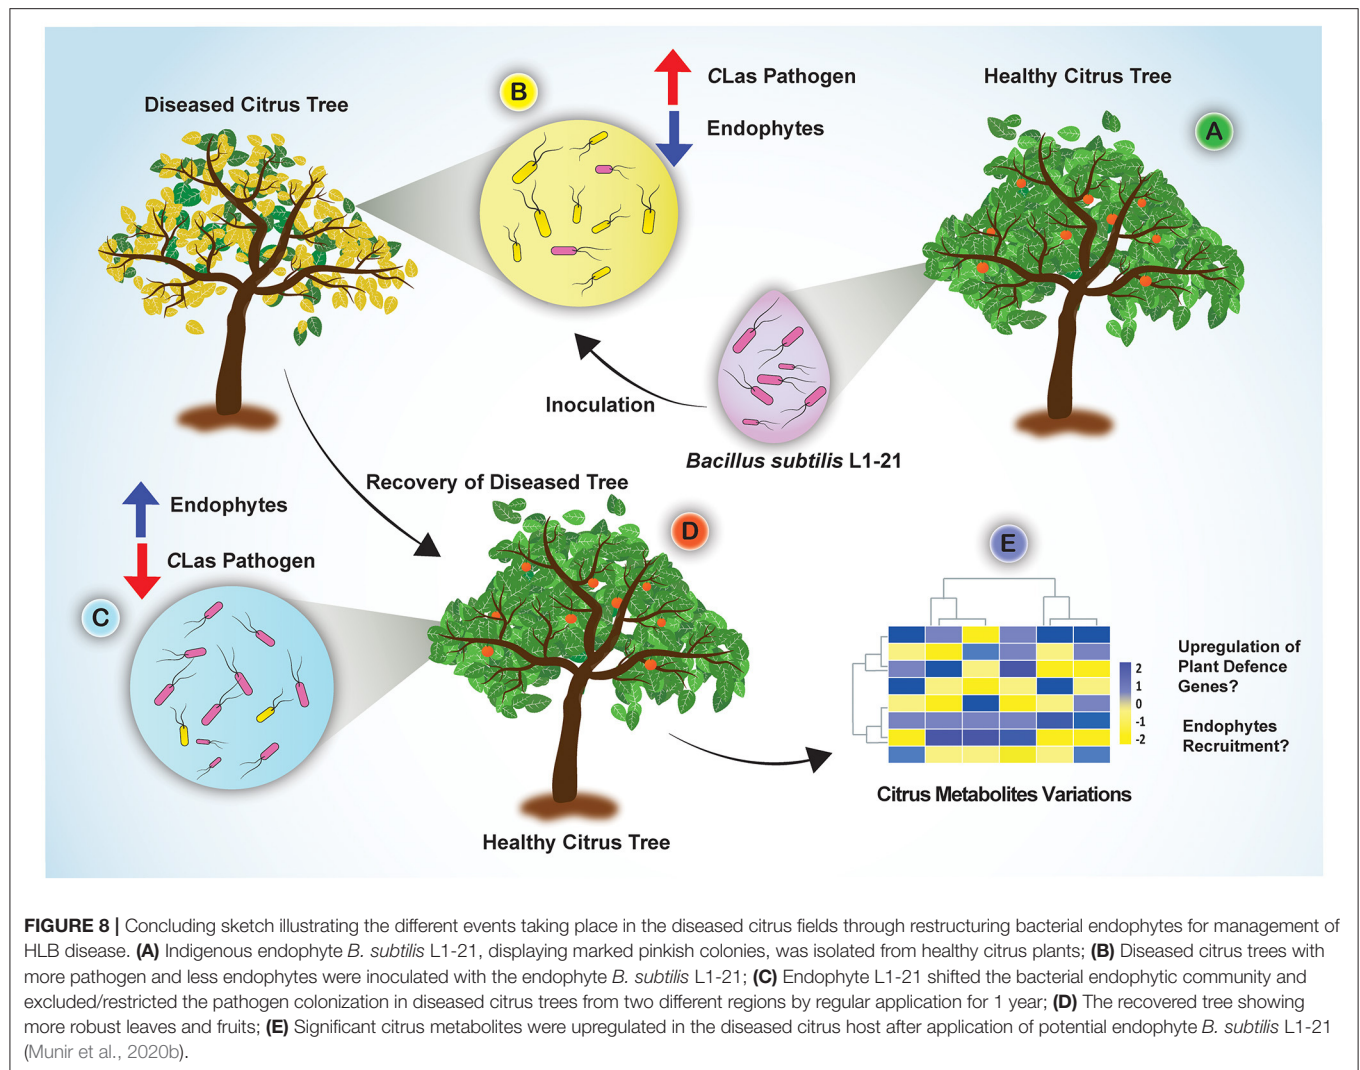 Diseased Citrus Tree
B
CLas Pathogen
Endophytes
Healthy Citrus Tree
A
Inoculation
Bacillus subtilis L1-21
Recovery of Diseased Tree
Endophytes
CLas Pathogen
C
D
Healthy Citrus Tree
E
2
1
0
-1
-2
Upregulation of
Plant Defence
Genes?
Endophytes
Recruitment?
Citrus Metabolites Variations
FIGURE 8 | Concluding sketch illustrating the different events taking place in the diseased citrus fields through restructuring bacterial endophytes for management of
HLB disease. (A) Indigenous endophyte B. subtilis L1-21, displaying marked pinkish colonies, was isolated from healthy citrus plants; (B) Diseased citrus trees with
more pathogen and less endophytes were inoculated with the endophyte B. subtilis L1-21; (C) Endophyte L1-21 shifted the bacterial endophytic community and
excluded/restricted the pathogen colonization in diseased citrus trees from two different regions by regular application for 1 year; (D) The recovered tree showing
more robust leaves and fruits; (E) Significant citrus metabolites were upregulated in the diseased citrus host after application of potential endophyte B. subtilis L1-21
(Munir et al., 2020b).